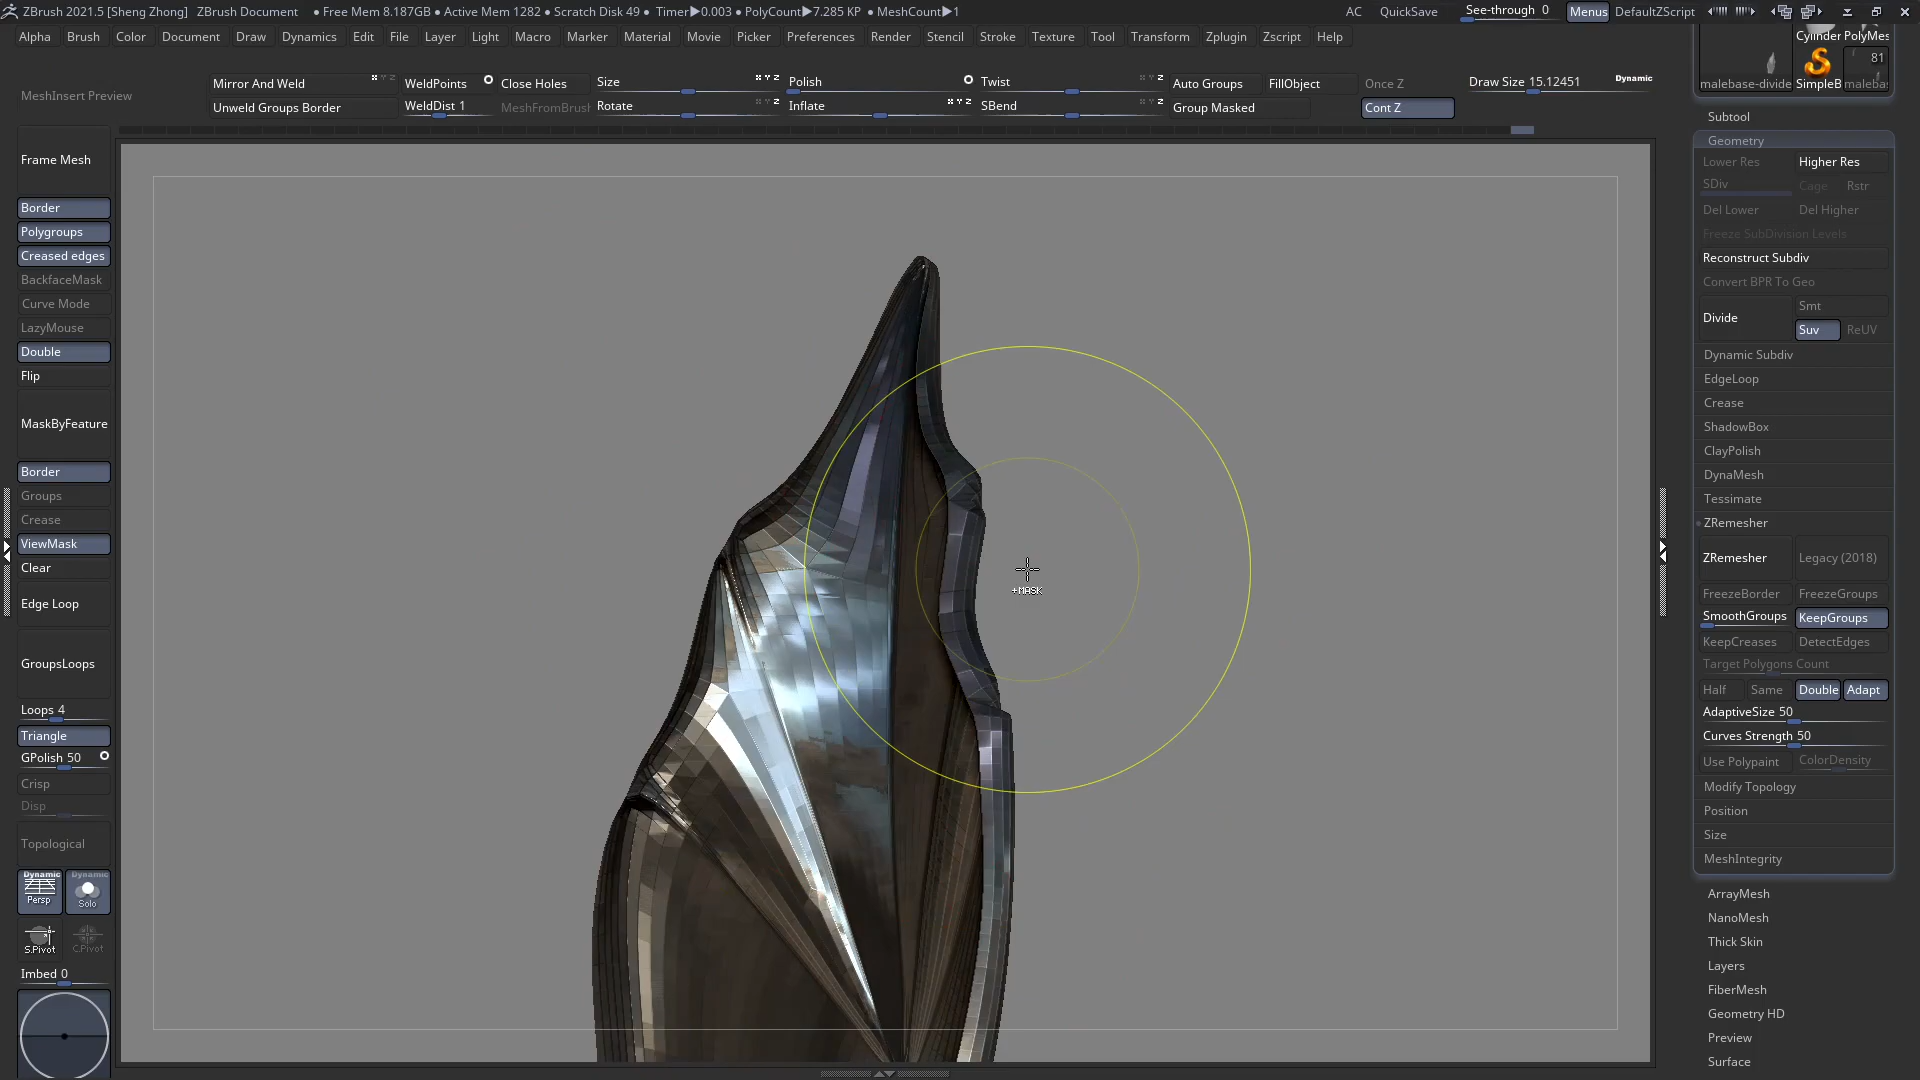 ZBrush 2021.5 [Sheng Zhong] ZBrush Document ● Free Mem 8.187GB ● Active Mem 1282 ● Scratch Disk 49 ● Timer▶0.003 ● PolyCount▶7.285 KP ● MeshCount▶1 AC QuickSave See-through 0 Menus DefaultZScript
Alpha Brush Color Document Draw Dynamics Edit File Layer Light Macro Marker Material Movie Picker Preferences Render Stencil Stroke Texture Tool Transform Zplugin Zscript Help
MeshInsert Preview
Mirror And Weld
Unweld Groups Border
WeldPoints
WeldDist 1
Close Holes
MeshFromBrush
Size
Rotate
Polish
Inflate
Twist
SBend
Auto Groups
Group Masked
FillObject
Once Z
Cont Z
Draw Size 15.12451
Dynamic
Frame Mesh
Border
Polygroups
Creased edges
BackfaceMask
Curve Mode
LazyMouse
Double
Flip
MaskByFeature
Border
Groups
Crease
ViewMask
Clear
Edge Loop
GroupsLoops
Loops 4
Triangle
GPolish 50
Crisp
Disp
Topological
Dynamic Dynamic
Persp Solo
S.Pivot C.Pivot
Imbed 0
+MASK
Cylinder PolyMes
81
malebase-divide SimpleB malebas
Subtool
Geometry
Lower Res Higher Res
SDiv Cage Rstr
Del Lower Del Higher
Freeze SubDivision Levels
Reconstruct Subdiv
Convert BPR To Geo
Divide Smt
Suv ReUV
Dynamic Subdiv
EdgeLoop
Crease
ShadowBox
ClayPolish
DynaMesh
Tessimate
ZRemesher
ZRemesher Legacy (2018)
FreezeBorder FreezeGroups
SmoothGroups KeepGroups
KeepCreases DetectEdges
Target Polygons Count
Half Same Double Adapt
AdaptiveSize 50
Curves Strength 50
Use Polypaint ColorDensity
Modify Topology
Position
Size
MeshIntegrity
ArrayMesh
NanoMesh
Thick Skin
Layers
FiberMesh
Geometry HD
Preview
Surface